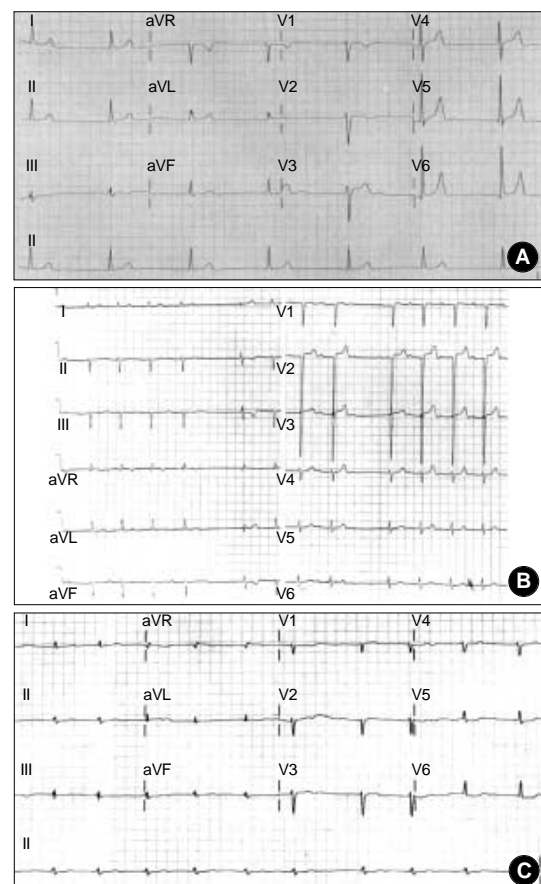 I aVR V1 V4
II aVL V2 V5
III aVF V3 V6
II
A
I V1
II V2
III V3
aVR V4
aVL V5
aVF V6
B
I aVR V1 V4
II aVL V2 V5
III aVF V3 V6
II
C